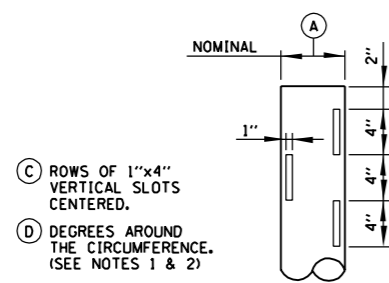 A
NOMINAL
2"
1"
4"
4"
4"
C ROWS OF 1"x4"
VERTICAL SLOTS
CENTERED.
D DEGREES AROUND
THE CIRCUMFERENCE.
(SEE NOTES 1 & 2)